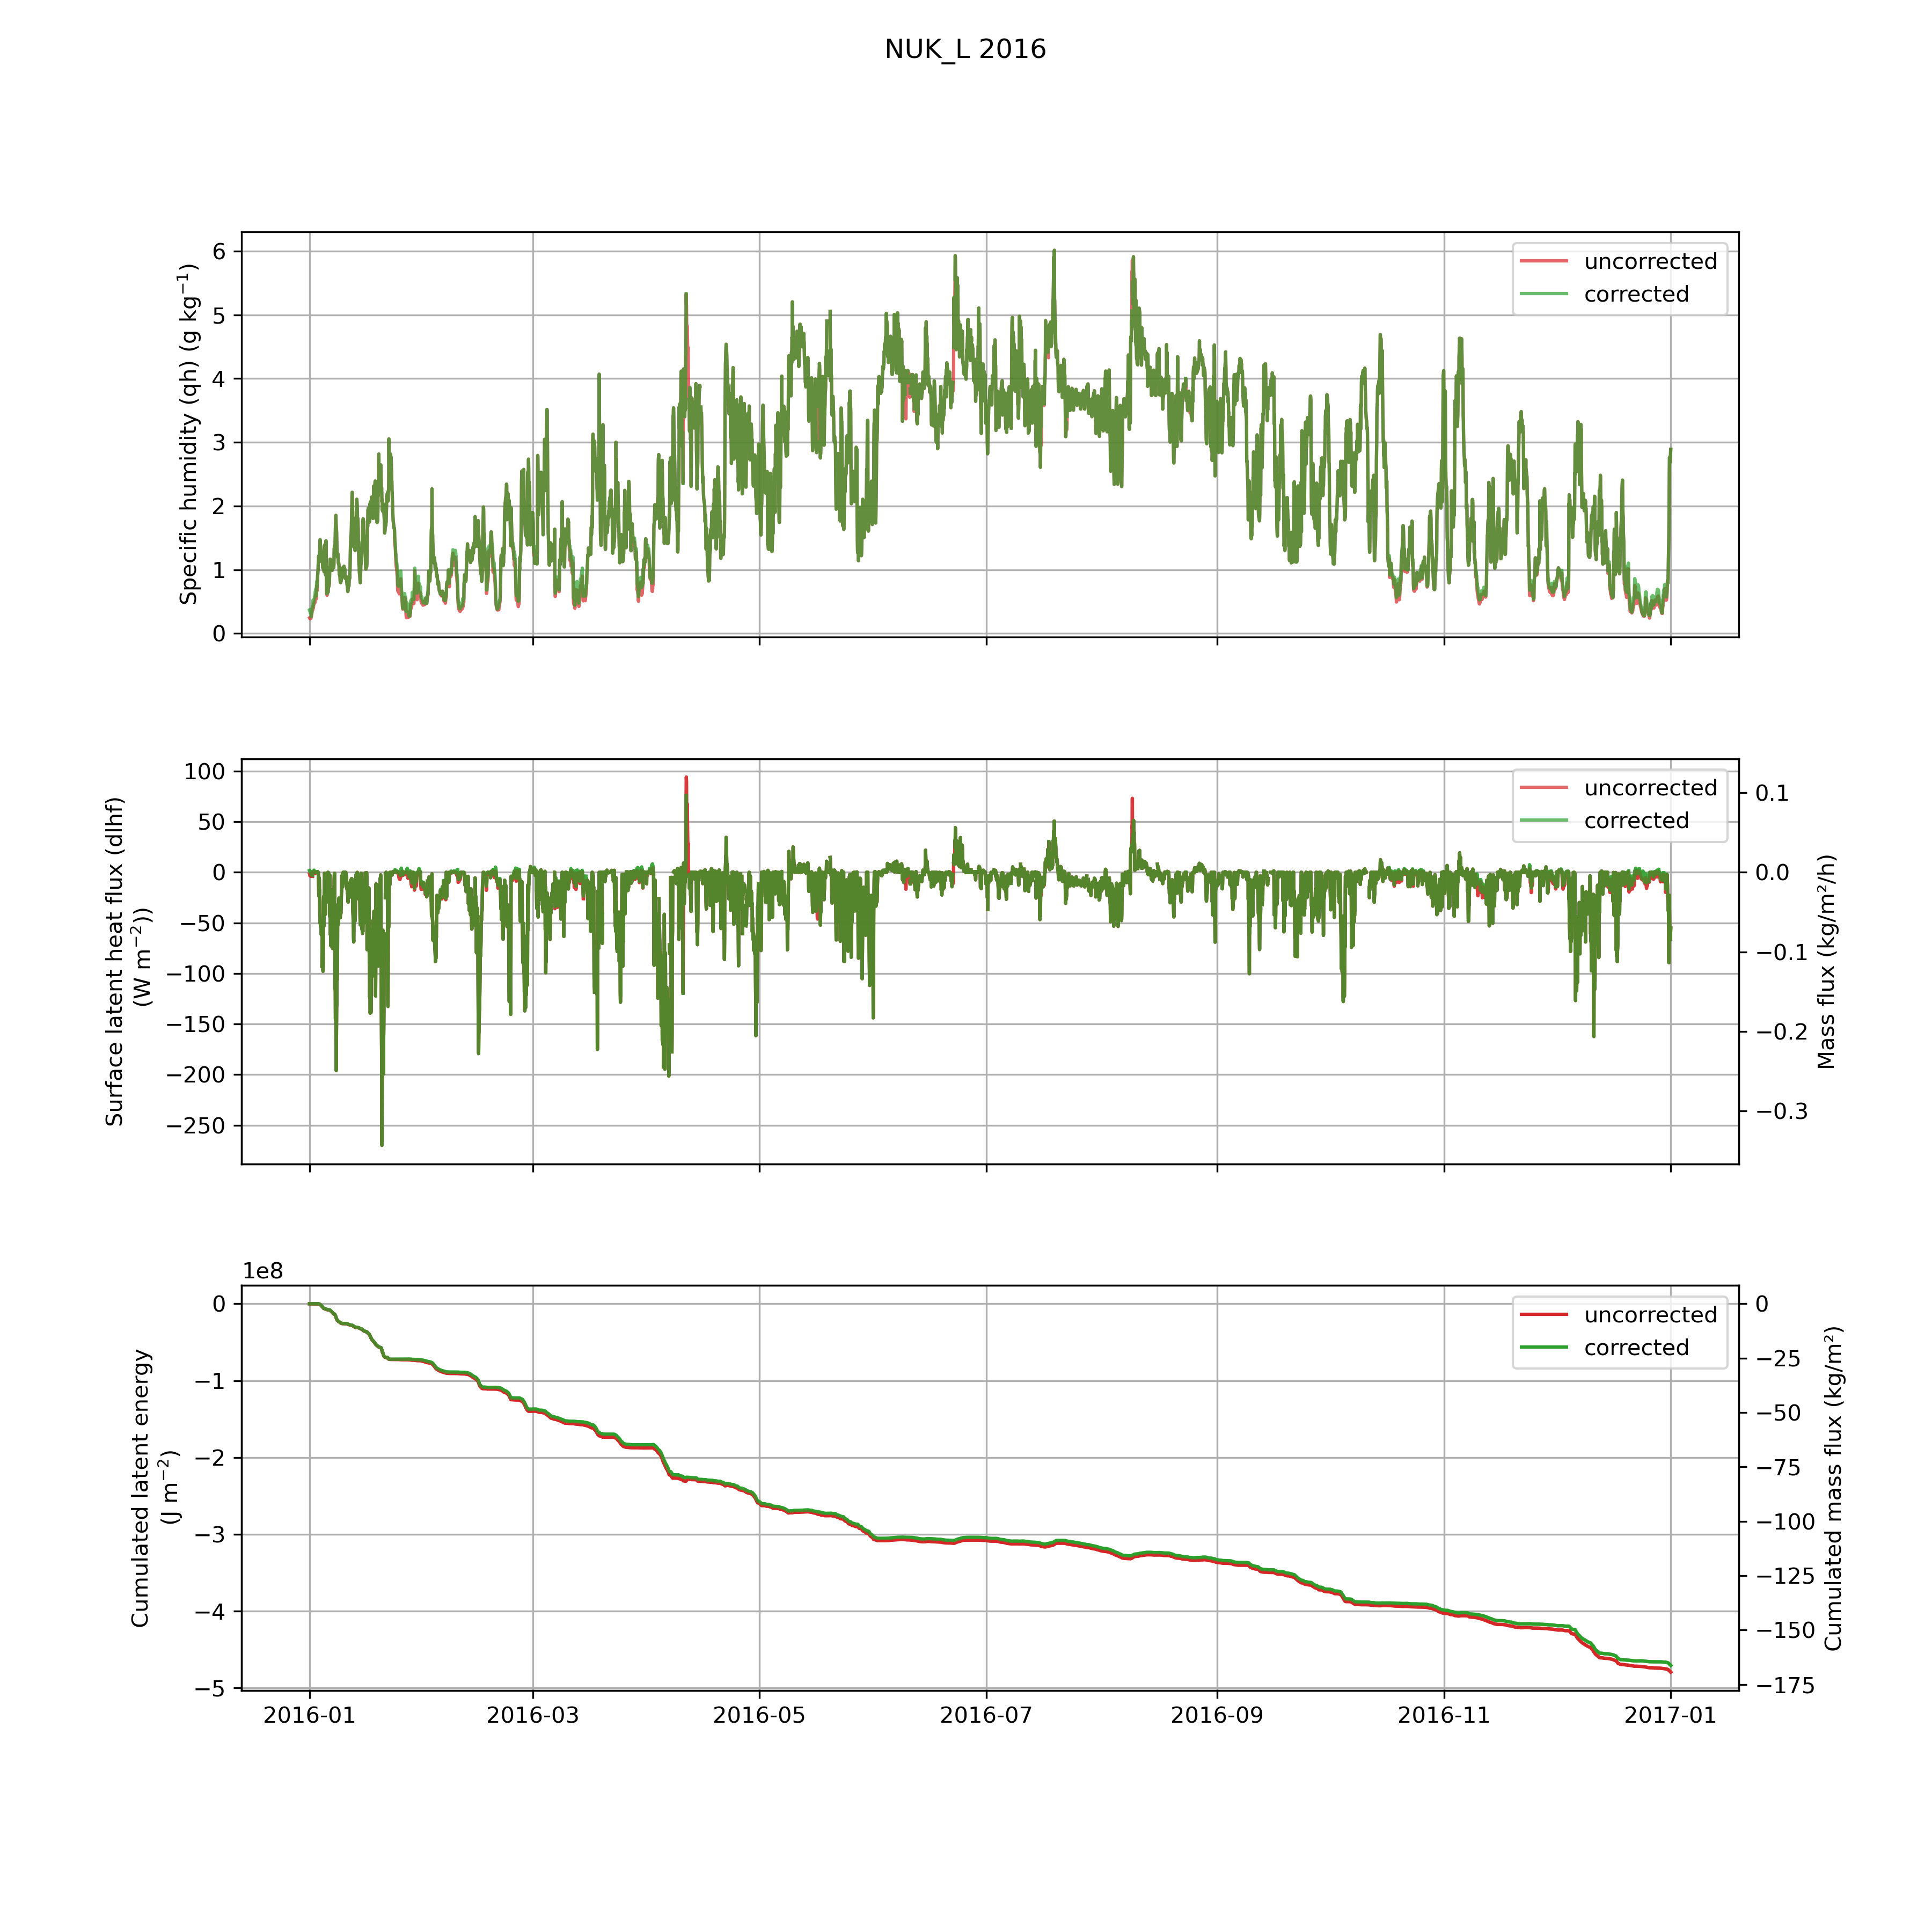 NUK_L 2016
Specific humidity (qh) (g kg⁻¹)
6
5
4
3
2
1
0
uncorrected
corrected
Surface latent heat flux (dlhf)
(W m⁻²))
100
50
0
−50
−100
−150
−200
−250
uncorrected
corrected
0.1
0.0
−0.1
−0.2
−0.3
Mass flux (kg/m²/h)
1e8
Cumulated latent energy
(J m⁻²)
0
−1
−2
−3
−4
−5
uncorrected
corrected
0
−25
−50
−75
−100
−125
−150
−175
Cumulated mass flux (kg/m²)
2016-01 2016-03 2016-05 2016-07 2016-09 2016-11 2017-01